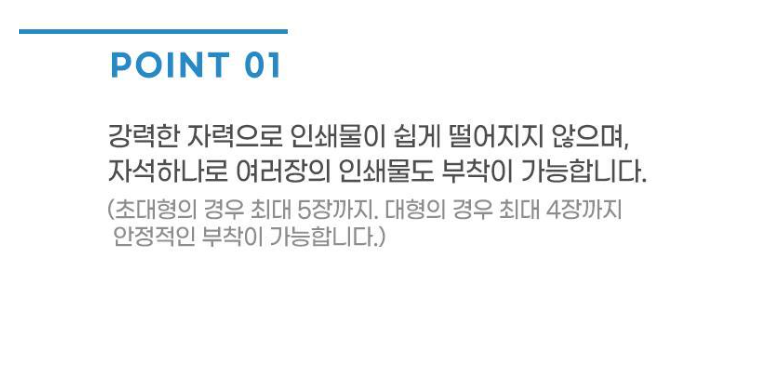 POINT 01
강력한 자력으로 인쇄물이 쉽게 떨어지지 않으며,
자석하나로 여러장의 인쇄물도 부착이 가능합니다.
(초대형의 경우 최대 5장까지. 대형의 경우 최대 4장까지
안정적인 부착이 가능합니다.)